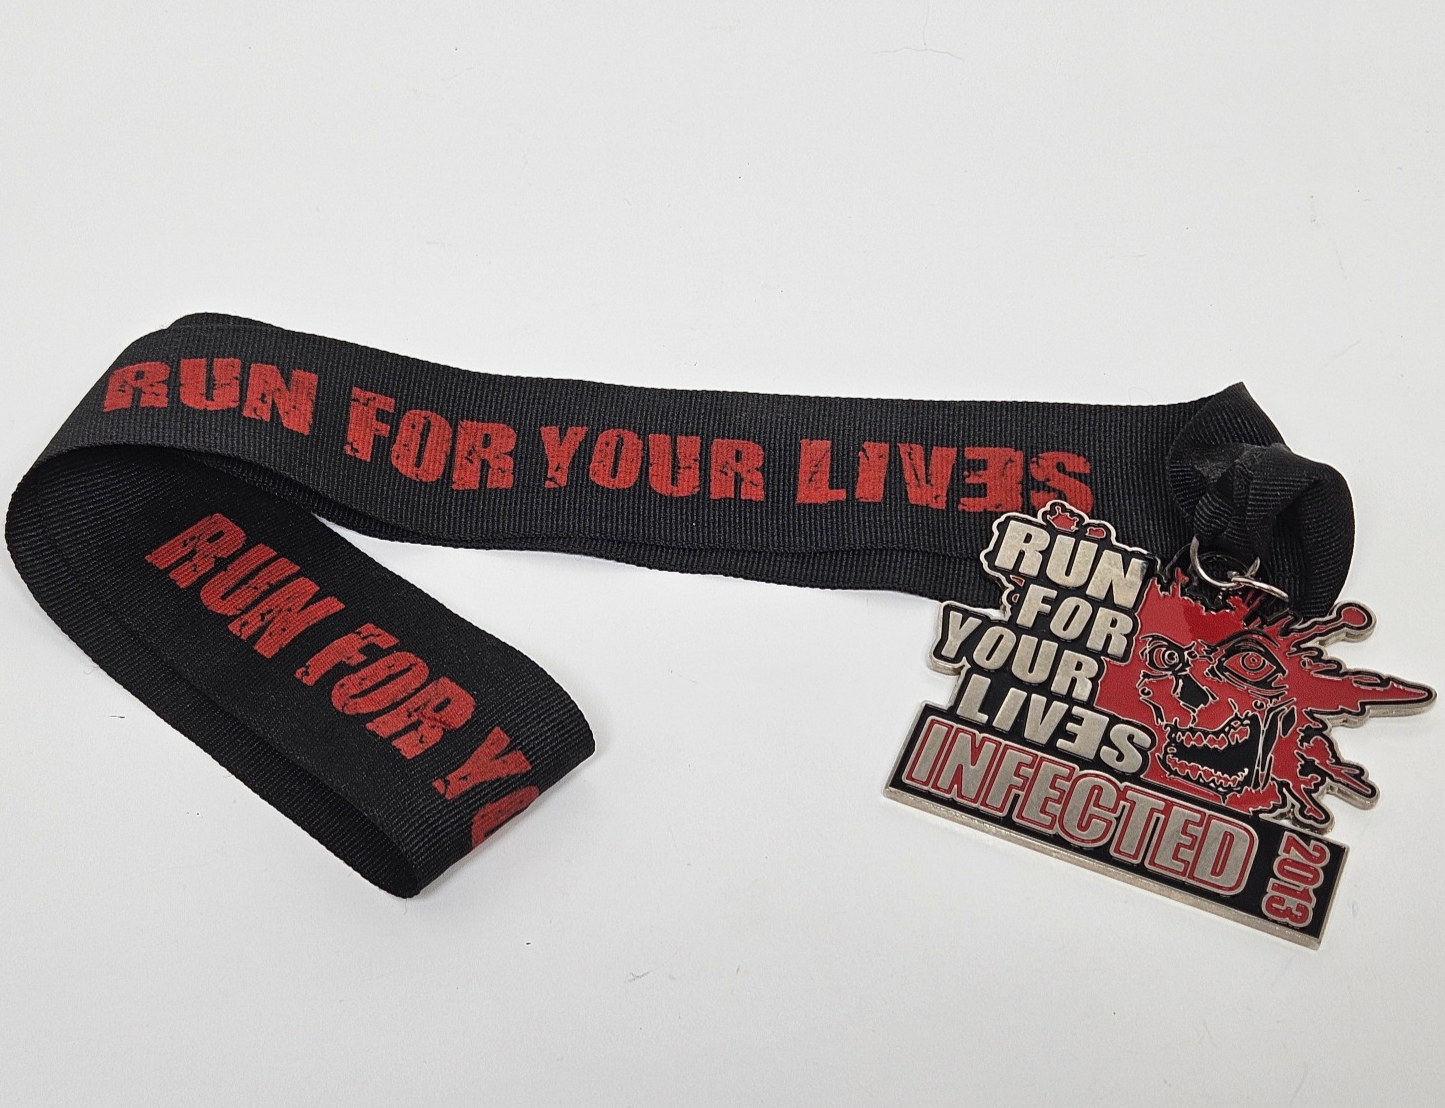 RUN FOR YOUR LIVES
RUN FOR
RUN
FOR
YOUR
LIVES
INFECTED
2013